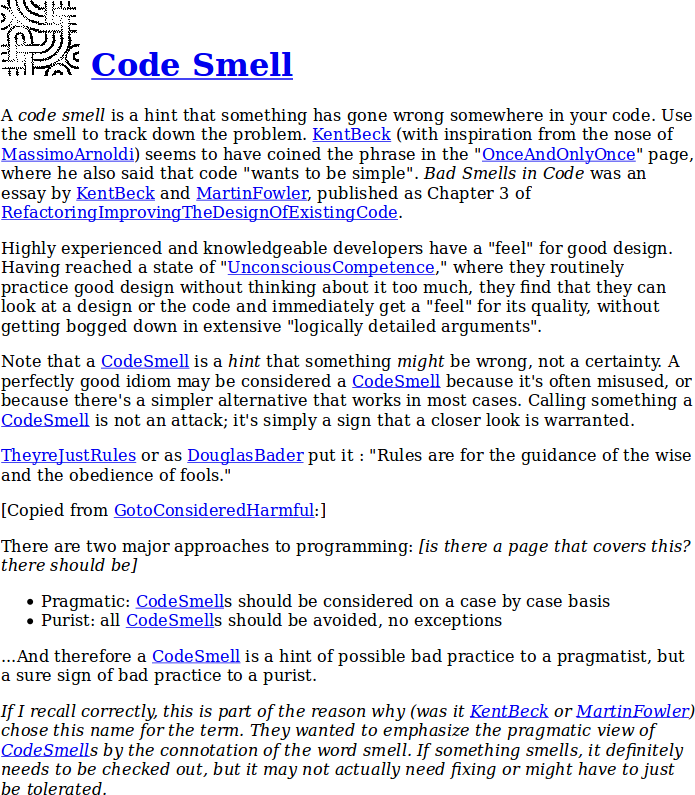 Code Smell
A code smell is a hint that something has gone wrong somewhere in your code. Use
the smell to track down the problem. KentBeck (with inspiration from the nose of
MassimoArnoldi) seems to have coined the phrase in the "OnceAndOnlyOnce" page,
where he also said that code "wants to be simple". Bad Smells in Code was an
essay by KentBeck and MartinFowler, published as Chapter 3 of
RefactoringImprovingTheDesignOfExistingCode.
Highly experienced and knowledgeable developers have a "feel" for good design.
Having reached a state of "UnconsciousCompetence," where they routinely
practice good design without thinking about it too much, they find that they can
look at a design or the code and immediately get a "feel" for its quality, without
getting bogged down in extensive "logically detailed arguments".
Note that a CodeSmell is a hint that something might be wrong, not a certainty. A
perfectly good idiom may be considered a CodeSmell because it's often misused, or
because there's a simpler alternative that works in most cases. Calling something a
CodeSmell is not an attack; it's simply a sign that a closer look is warranted.
TheyreJustRules or as DouglasBader put it : "Rules are for the guidance of the wise
and the obedience of fools."
[Copied from GotoConsideredHarmful:]
There are two major approaches to programming: [is there a page that covers this?
there should be]
• Pragmatic: CodeSmells should be considered on a case by case basis
• Purist: all CodeSmells should be avoided, no exceptions
...And therefore a CodeSmell is a hint of possible bad practice to a pragmatist, but
a sure sign of bad practice to a purist.
If I recall correctly, this is part of the reason why (was it KentBeck or MartinFowler)
chose this name for the term. They wanted to emphasize the pragmatic view of
CodeSmells by the connotation of the word smell. If something smells, it definitely
needs to be checked out, but it may not actually need fixing or might have to just
be tolerated.